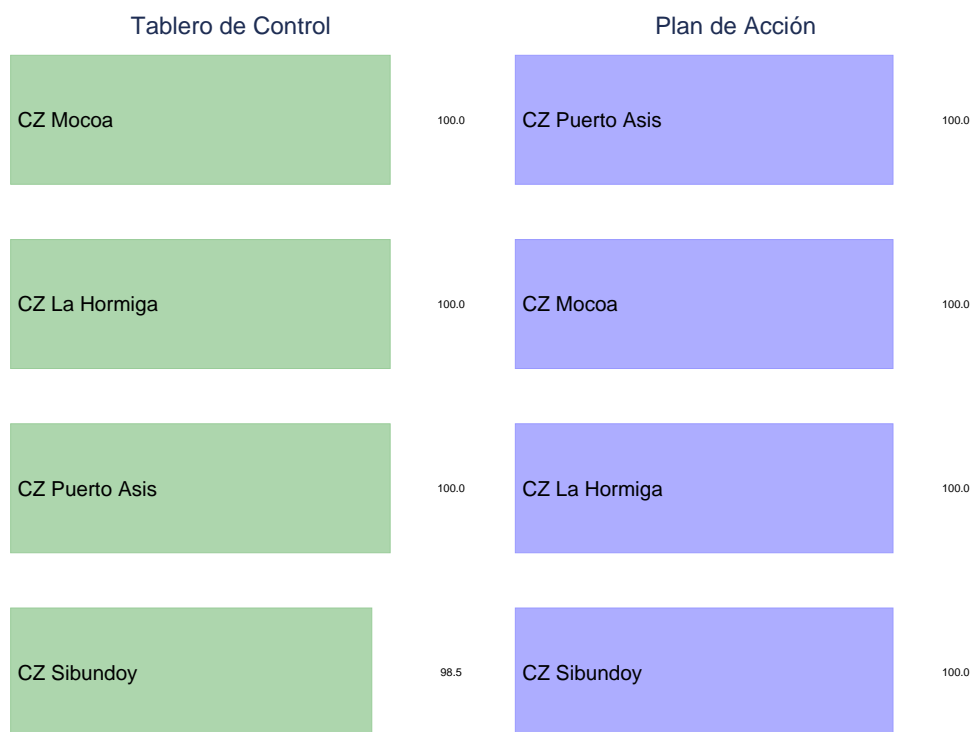 Tablero de Control
CZ Mocoa 100.0
CZ La Hormiga 100.0
CZ Puerto Asis 100.0
CZ Sibundoy 98.5
Plan de Acción
CZ Puerto Asis 100.0
CZ Mocoa 100.0
CZ La Hormiga 100.0
CZ Sibundoy 100.0